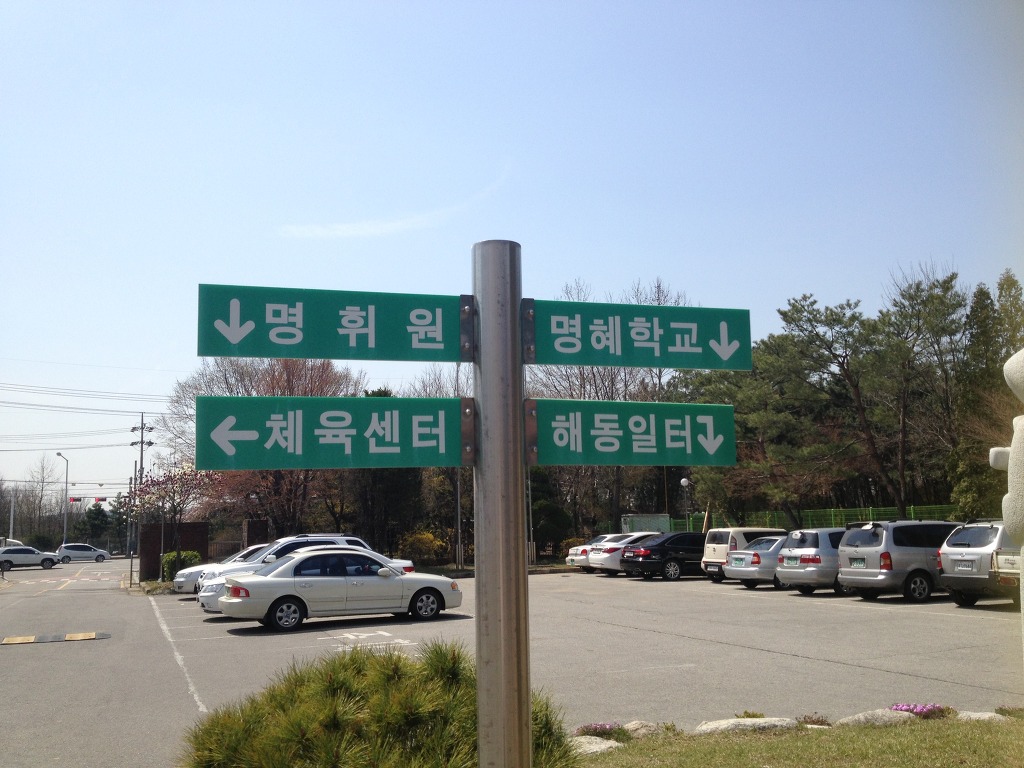 ↓명 휘 원
명혜학교↓
←체육센터
해동일터↴